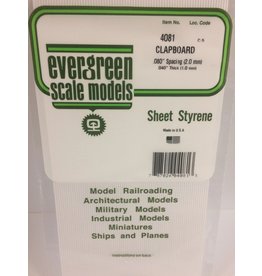 Item No. Loc. Code
4081
CLAPBOARD
.080" Spacing (2.0 mm)
.040" Thick (1.0 mm)
evergreen
scale models
Sheet Styrene
Made in U.S.A
Model Railroading
Architectural Models
Military Models
Industrial Models
Miniatures
Ships and Planes